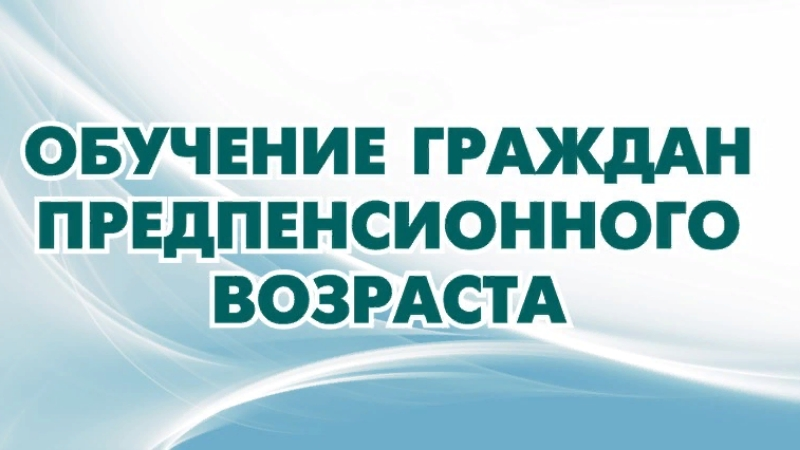 ОБУЧЕНИЕ ГРАЖДАН
ПРЕДПЕНСИОННОГО
ВОЗРАСТА